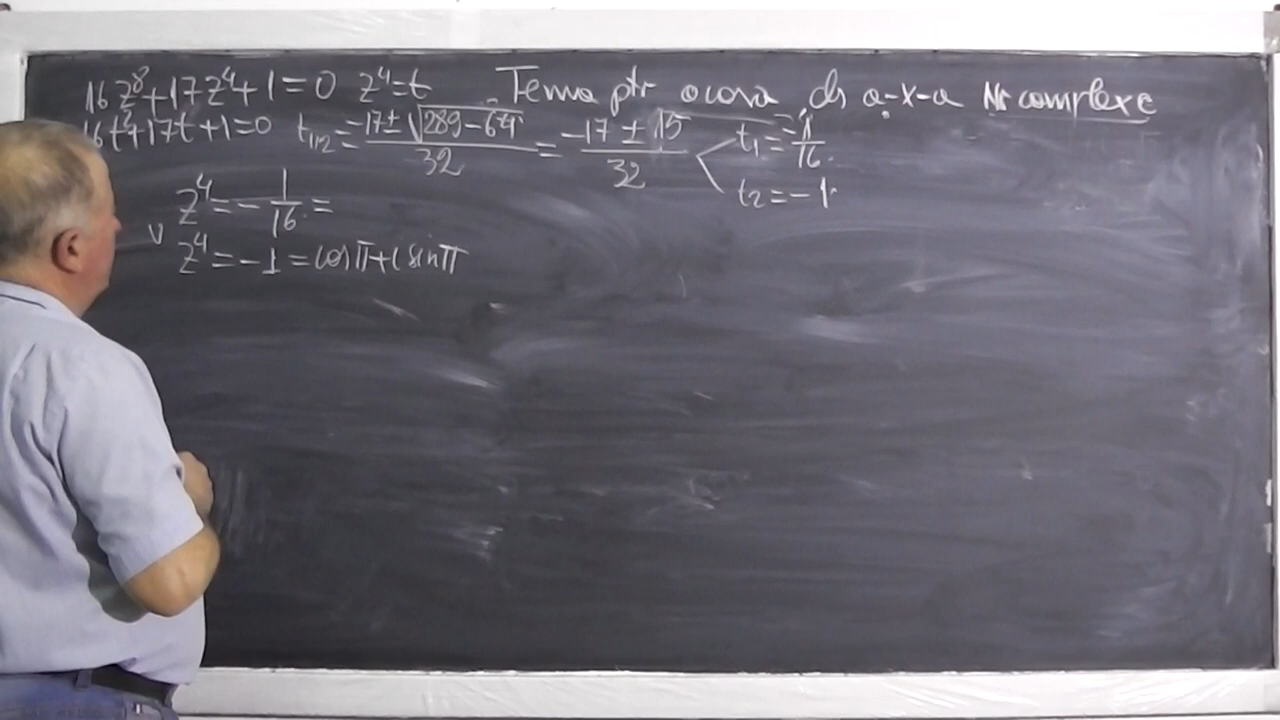 16z⁸+17z⁴+1=0 z⁴=t Tema ptr acasa cls a-X-a Nr complexe
16t²+17t+1=0 t1/2=(-17±√(289-64))/32=(-17±15)/32 t1=-1/16 t2=-1
z⁴=-1/16=
∨
z⁴=-1=cosπ+i sinπ